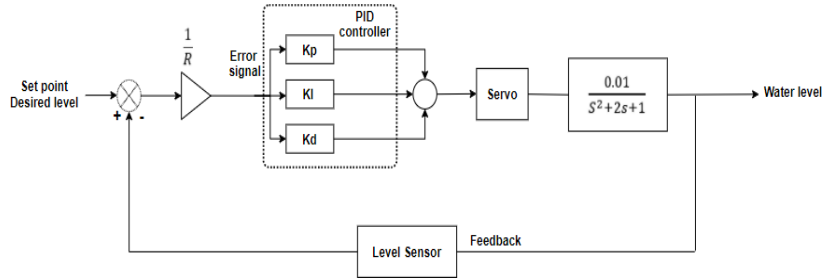 PID
controller
1
R
Error
signal
Kp
Set point
Desired level
+ -
KI
Kd
Servo
0.01
S²+2s+1
Water level
Level Sensor
Feedback